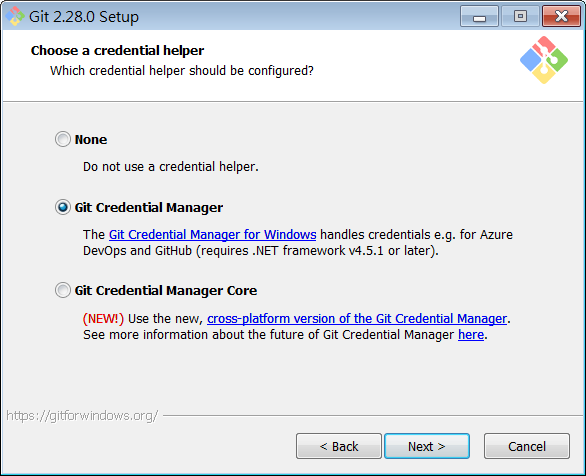 Git 2.28.0 Setup
Choose a credential helper
Which credential helper should be configured?
None
Do not use a credential helper.
Git Credential Manager
The Git Credential Manager for Windows handles credentials e.g. for Azure
DevOps and GitHub (requires .NET framework v4.5.1 or later).
Git Credential Manager Core
(NEW!) Use the new, cross-platform version of the Git Credential Manager.
See more information about the future of Git Credential Manager here.
https://gitforwindows.org/
< Back
Next >
Cancel